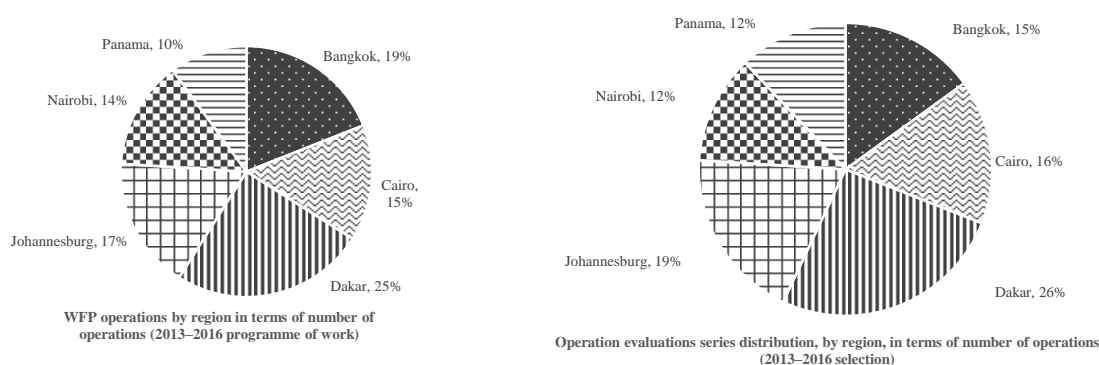 Panama, 10%
Bangkok, 19%
Nairobi, 14%
Cairo,
15%
Johannesburg, 17%
Dakar, 25%
WFP operations by region in terms of number of
operations (2013–2016 programme of work)
Panama, 12%
Bangkok, 15%
Nairobi, 12%
Cairo, 16%
Johannesburg, 19%
Dakar, 26%
Operation evaluations series distribution, by region, in terms of number of operations
(2013–2016 selection)